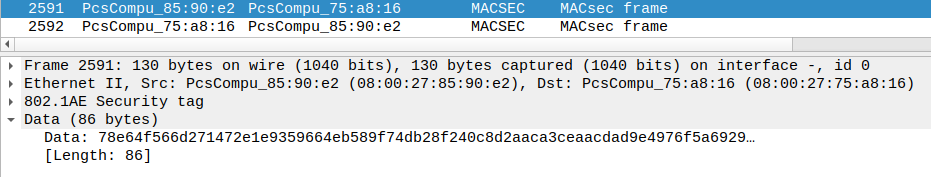 2591 PcsCompu_85:90:e2 PcsCompu_75:a8:16 MACSEC MACsec frame
2592 PcsCompu_75:a8:16 PcsCompu_85:90:e2 MACSEC MACsec frame
Frame 2591: 130 bytes on wire (1040 bits), 130 bytes captured (1040 bits) on interface -, id 0
Ethernet II, Src: PcsCompu_85:90:e2 (08:00:27:85:90:e2), Dst: PcsCompu_75:a8:16 (08:00:27:75:a8:16)
802.1AE Security tag
Data (86 bytes)
Data: 78e64f566d271472e1e9359664eb589f74db28f240c8d2aaca3ceaacdad9e4976f5a6929…
[Length: 86]